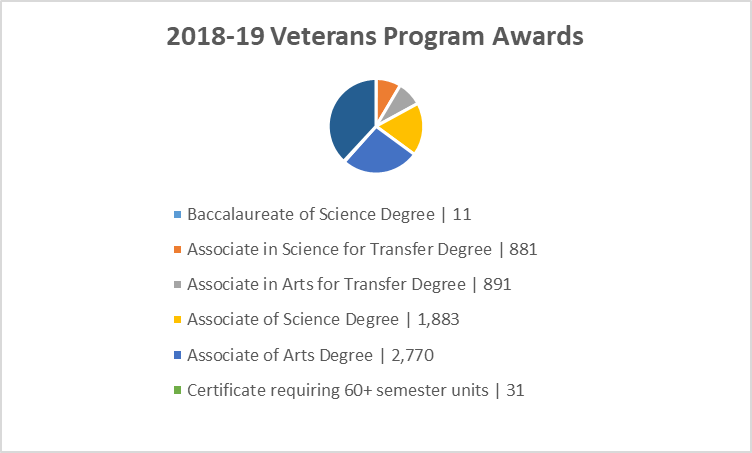 2018-19 Veterans Program Awards
Baccalaureate of Science Degree | 11
Associate in Science for Transfer Degree | 881
Associate in Arts for Transfer Degree | 891
Associate of Science Degree | 1,883
Associate of Arts Degree | 2,770
Certificate requiring 60+ semester units | 31